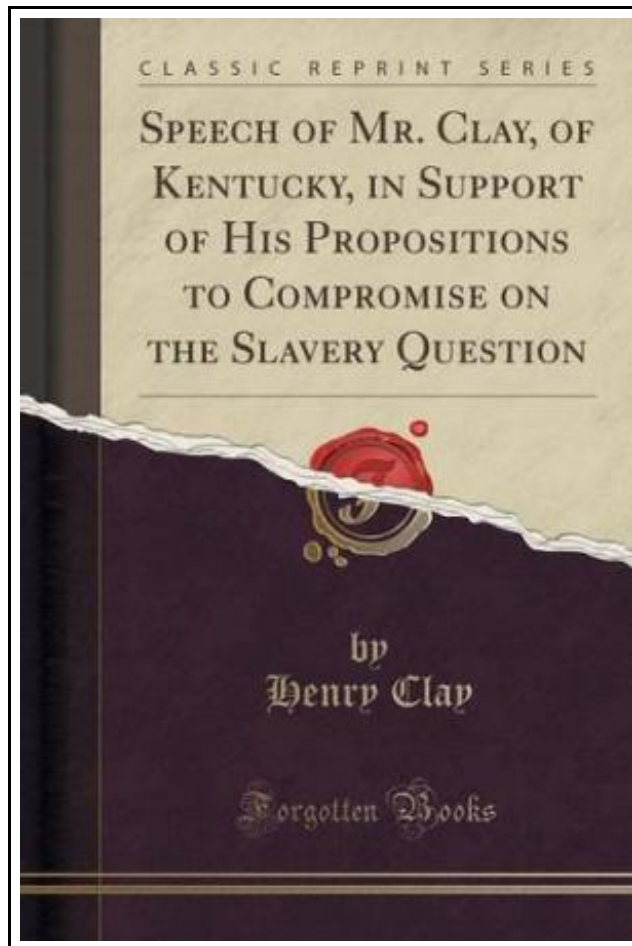 CLASSIC REPRINT SERIES
SPEECH OF MR. CLAY, OF
KENTUCKY, IN SUPPORT
OF HIS PROPOSITIONS
TO COMPROMISE ON
THE SLAVERY QUESTION
by
Henry Clay
Forgotten Books